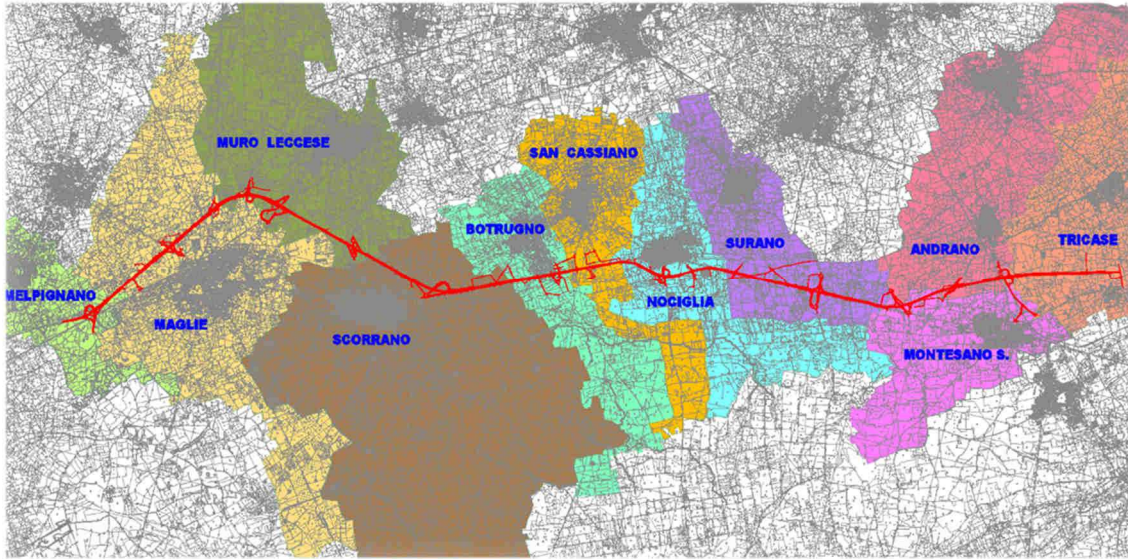 MURO LECCESE
SAN CASSIANO
BOTRUGNO
SURANO
ANDRANO
TRICASE
MELPIGNANO
NOCIGLIA
MAGLIE
SCORRANO
MONTESANO S.